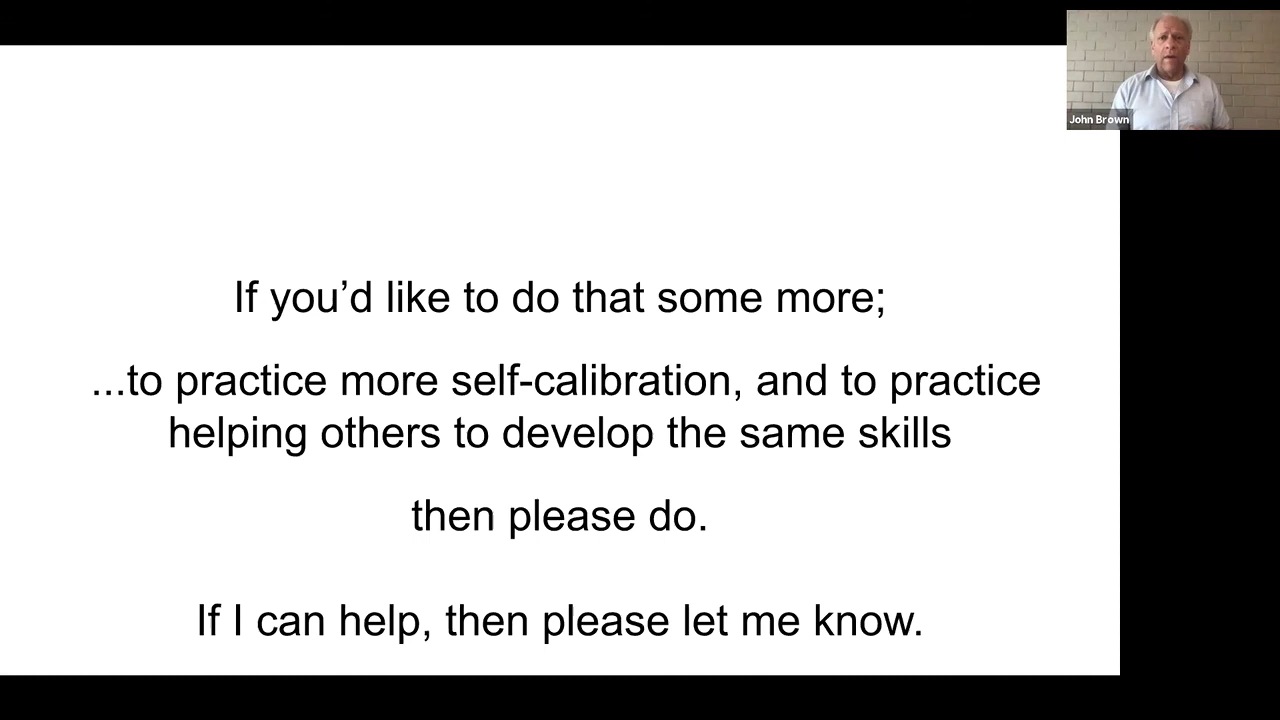 John Brown
If you’d like to do that some more;
...to practice more self-calibration, and to practice
helping others to develop the same skills
then please do.
If I can help, then please let me know.